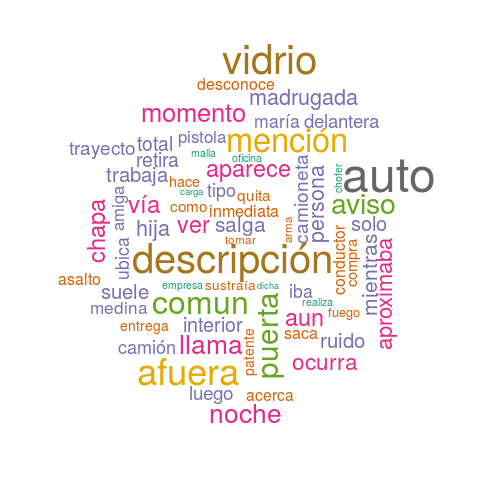 vidrio
desconoce
madrugada
momento
maría delantera
pistola
mención
trayecto
total
malla
oficina
retira
aparece
trabaja
hace
tipo
carga
quita
camioneta
persona
chofer
auto
aviso
chapa
amiga
vía
como
inmediata
hija
ver
salga
solo
ubica
tomar
arma
descripción
conductor
compra
mientras
aproximaba
asalto
suele
empresa
sustraía
dicha
iba
medina
comun
puerta
realiza
fuego
entrega
interior
aun
saca
ruido
camión
llama
patente
ocurra
afuera
luego
acerca
noche